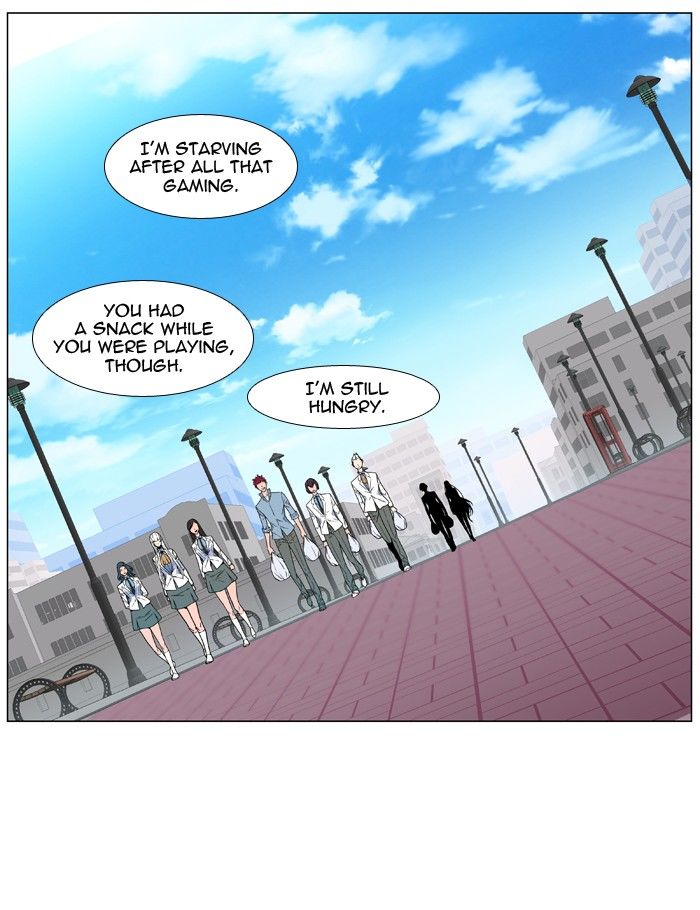 I'M STARVING
AFTER ALL THAT
GAMING.
YOU HAD
A SNACK WHILE
YOU WERE PLAYING,
THOUGH.
I'M STILL
HUNGRY.